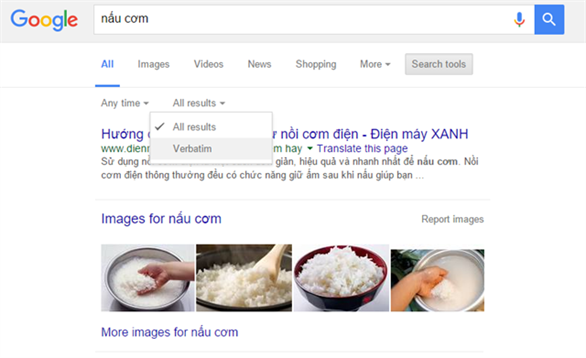 Google nấu cơm
All Images Videos News Shopping More Search tools
Any time All results
All results
Verbatim
Hướng ừ nồi cơm điện - Điện máy XANH
www.dienm m hay Translate this page
Sử dụng nồ giản, hiệu quả và nhanh nhất để nấu cơm. Nồi
cơm điện thông thường đều có chức năng giữ ấm sau khi nấu giúp bạn ...
Images for nấu cơm Report images
More images for nấu cơm